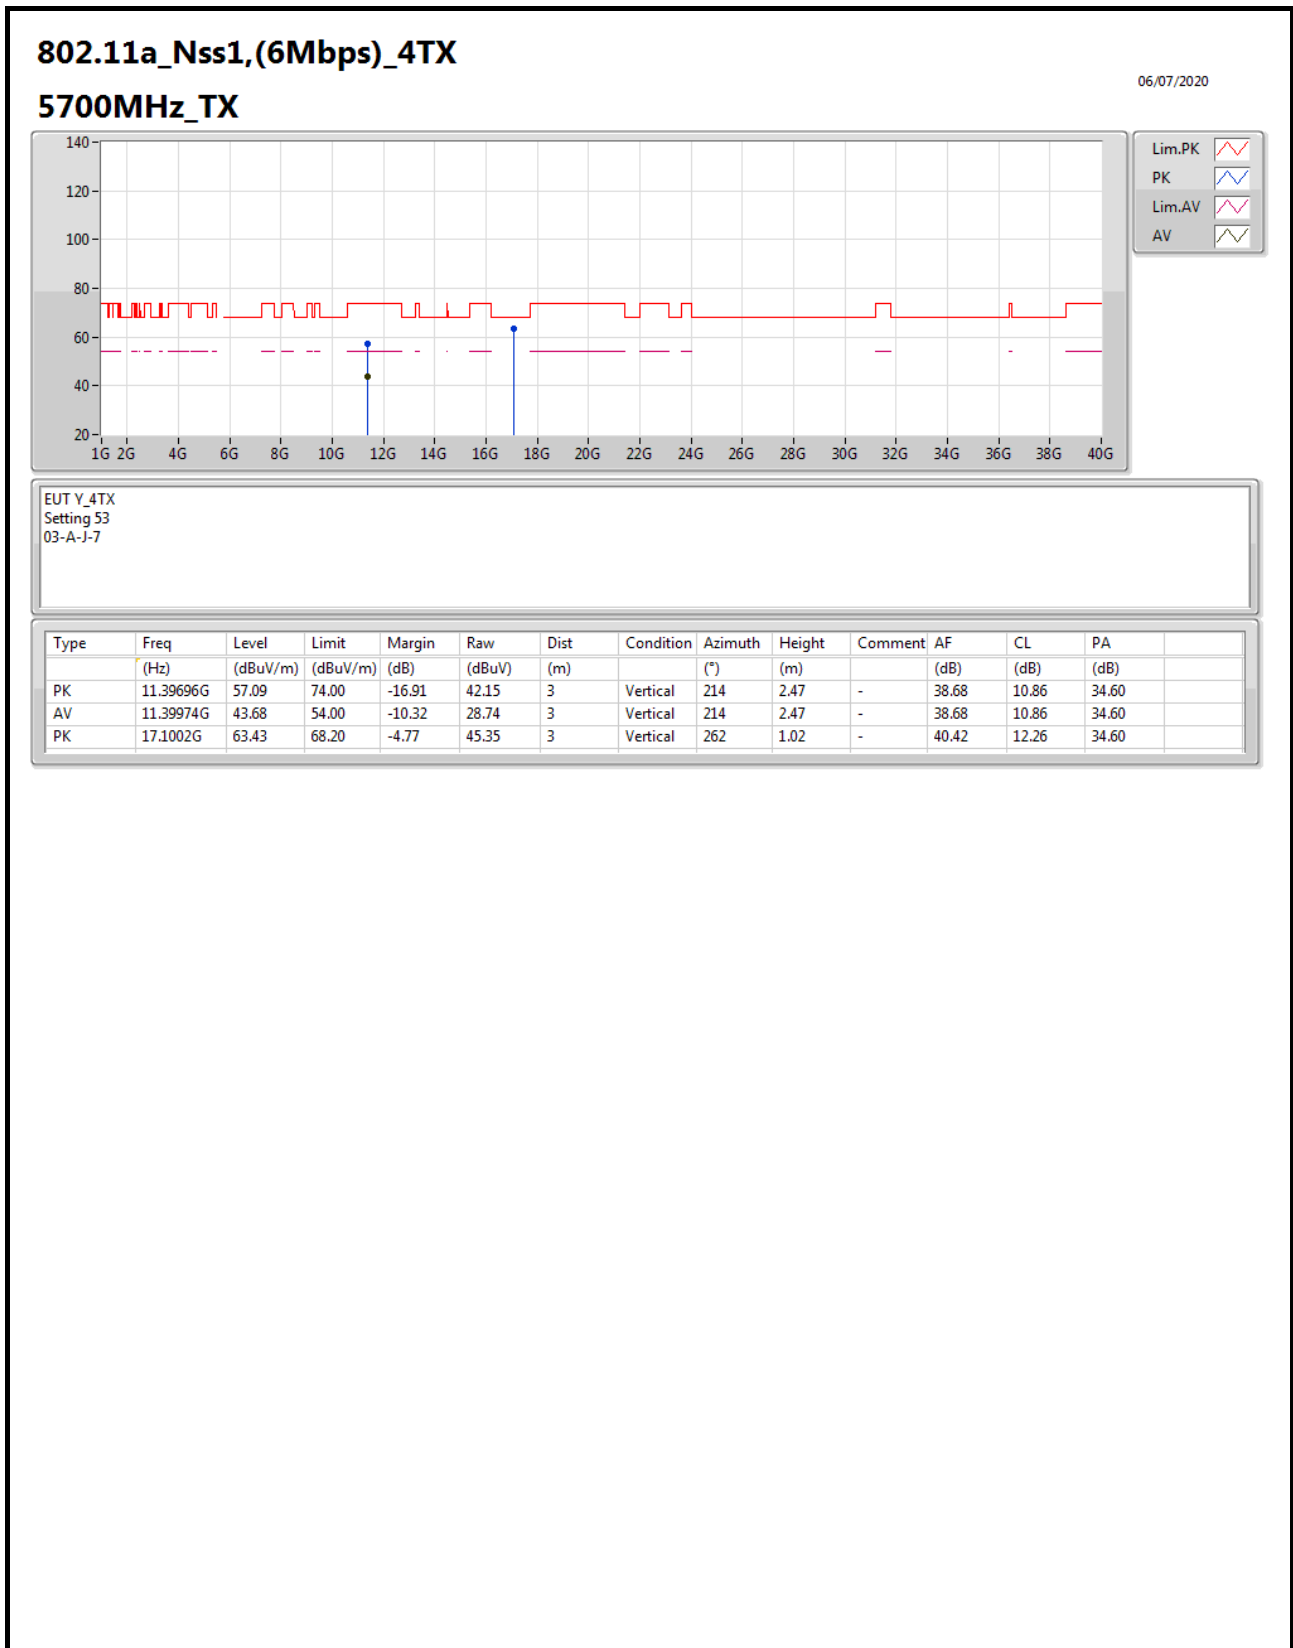 802.11a_Nss1,(6Mbps)_4TX
06/07/2020
5700MHz_TX
140
120
100
80
60
40
20
1G 2G 4G 6G 8G 10G 12G 14G 16G 18G 20G 22G 24G 26G 28G 30G 32G 34G 36G 38G 40G
Lim.PK
PK
Lim.AV
AV
EUT Y_4TX
Setting 53
03-A-J-7
Type Freq Level Limit Margin Raw Dist Condition Azimuth Height Comment AF CL PA
(Hz) (dBuV/m) (dBuV/m) (dB) (dBuV) (m) (°) (m) (dB) (dB) (dB)
PK 11.39696G 57.09 74.00 -16.91 42.15 3 Vertical 214 2.47 - 38.68 10.86 34.60
AV 11.39974G 43.68 54.00 -10.32 28.74 3 Vertical 214 2.47 - 38.68 10.86 34.60
PK 17.1002G 63.43 68.20 -4.77 45.35 3 Vertical 262 1.02 - 40.42 12.26 34.60